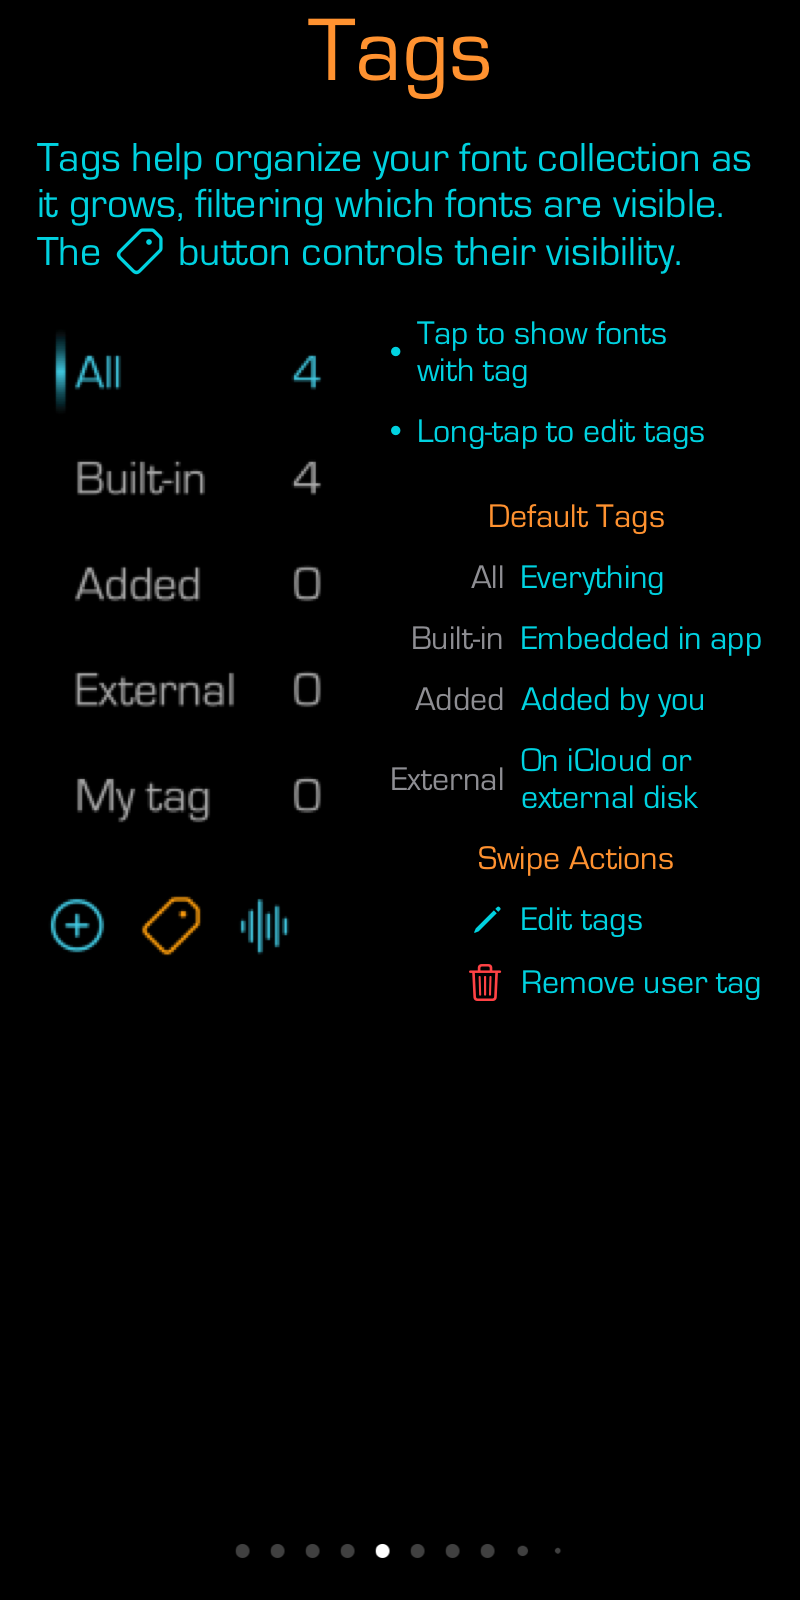 Tags
Tags help organize your font collection as
it grows, filtering which fonts are visible.
The button controls their visibility.
All 4
Built-in 4
Added 0
External 0
My tag 0
• Tap to show fonts
with tag
• Long-tap to edit tags
Default Tags
All Everything
Built-in Embedded in app
Added Added by you
External On iCloud or
external disk
Swipe Actions
Edit tags
Remove user tag